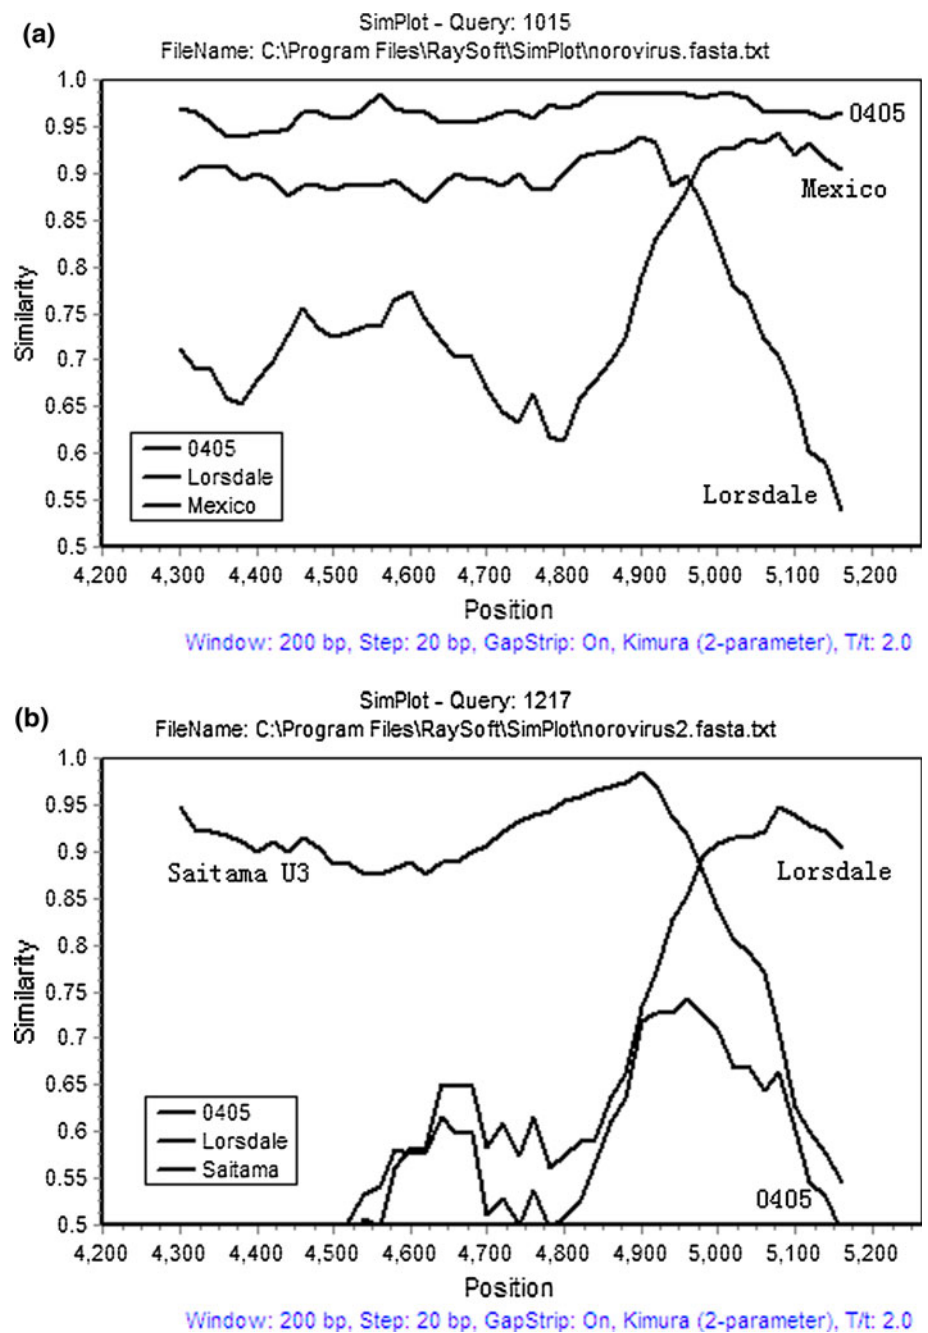 (a)
SimPlot - Query: 1015
FileName: C:\Program Files\RaySoft\SimPlot\norovirus.fasta.txt
1.0
0.95
0.9
0.85
0.8
0.75
0.7
0.65
0.6
0.55
0.5
Similarity
0405
Mexico
Lorsdale
0405
Lorsdale
Mexico
4,200 4,300 4,400 4,500 4,600 4,700 4,800 4,900 5,000 5,100 5,200
Position
Window: 200 bp, Step: 20 bp, GapStrip: On, Kimura (2-parameter), T/t: 2.0
(b)
SimPlot - Query: 1217
FileName: C:\Program Files\RaySoft\SimPlot\norovirus2.fasta.txt
1.0
0.95
0.9
0.85
0.8
0.75
0.7
0.65
0.6
0.55
0.5
Similarity
Saitama U3
Lorsdale
0405
0405
Lorsdale
Saitama
4,200 4,300 4,400 4,500 4,600 4,700 4,800 4,900 5,000 5,100 5,200
Position
Window: 200 bp, Step: 20 bp, GapStrip: On, Kimura (2-parameter), T/t: 2.0